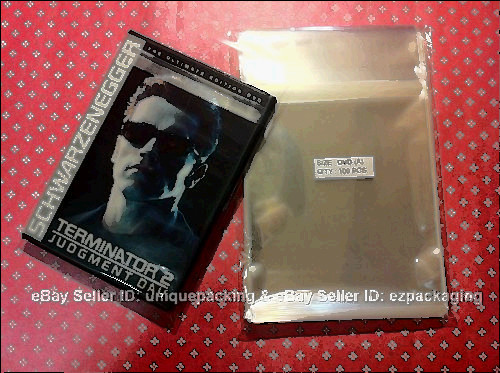 THE ULTIMATE EDITION DVD
SCHWARZENEGGER
TERMINATOR 2
JUDGMENT DAY
SIZE: DVD (A)
QTY: 100 PCS
eBay Seller ID: uniquepacking & eBay Seller ID: ezpackaging